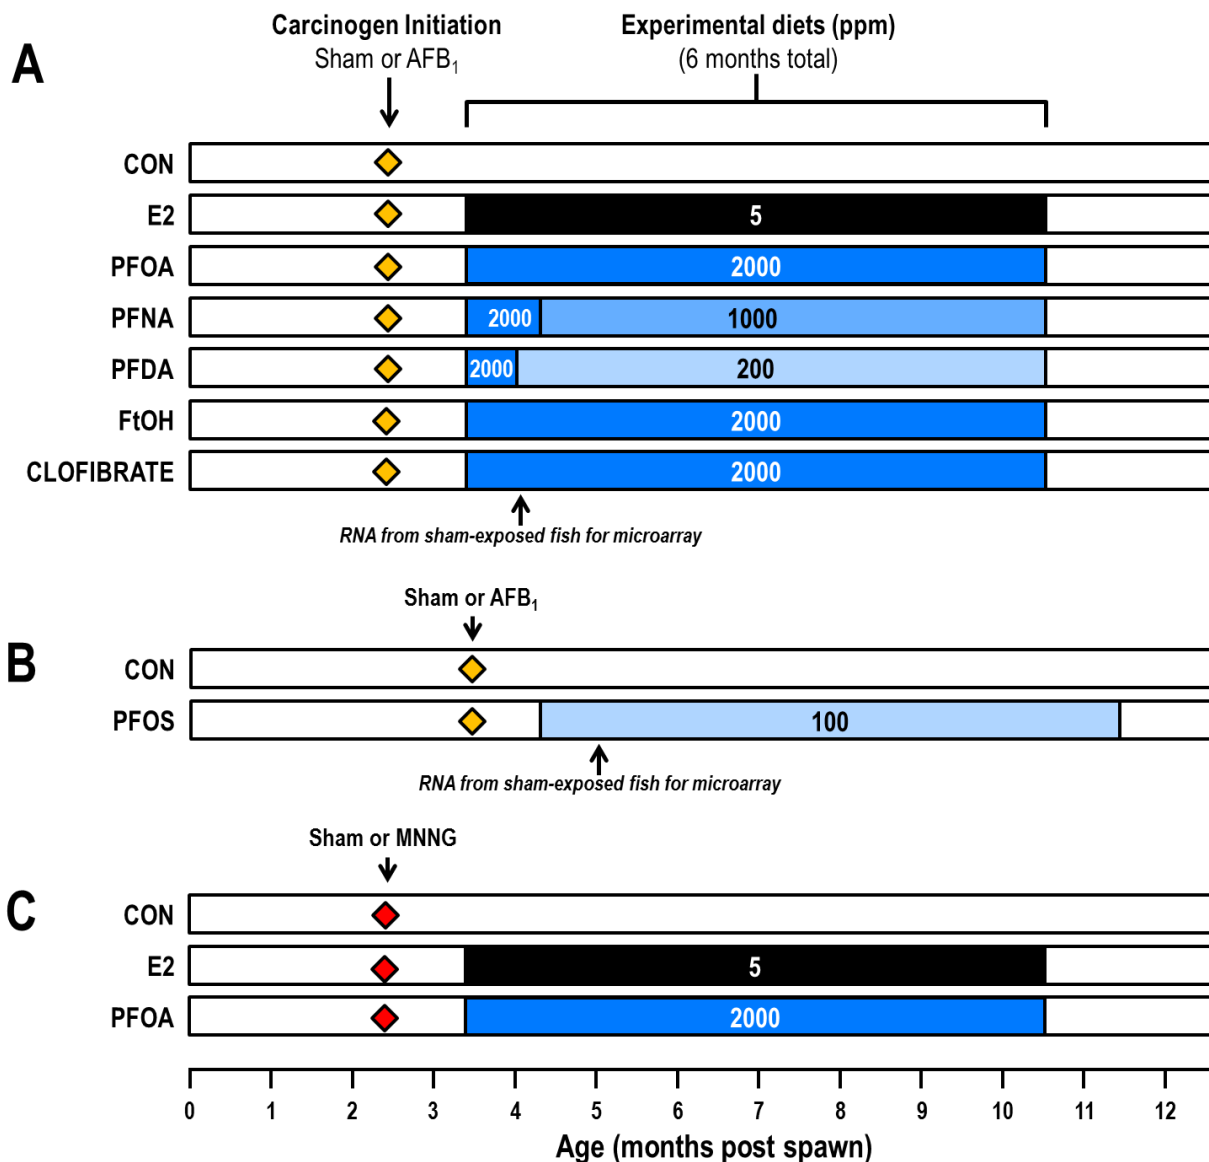 A
Carcinogen Initiation
Sham or AFB₁
Experimental diets (ppm)
(6 months total)
CON
E2 5
PFOA 2000
PFNA 2000 1000
PFDA 2000 200
FtOH 2000
CLOFIBRATE 2000
RNA from sham-exposed fish for microarray
B
Sham or AFB₁
CON
PFOS 100
RNA from sham-exposed fish for microarray
C
Sham or MNNG
CON
E2 5
PFOA 2000
0 1 2 3 4 5 6 7 8 9 10 11 12
Age (months post spawn)